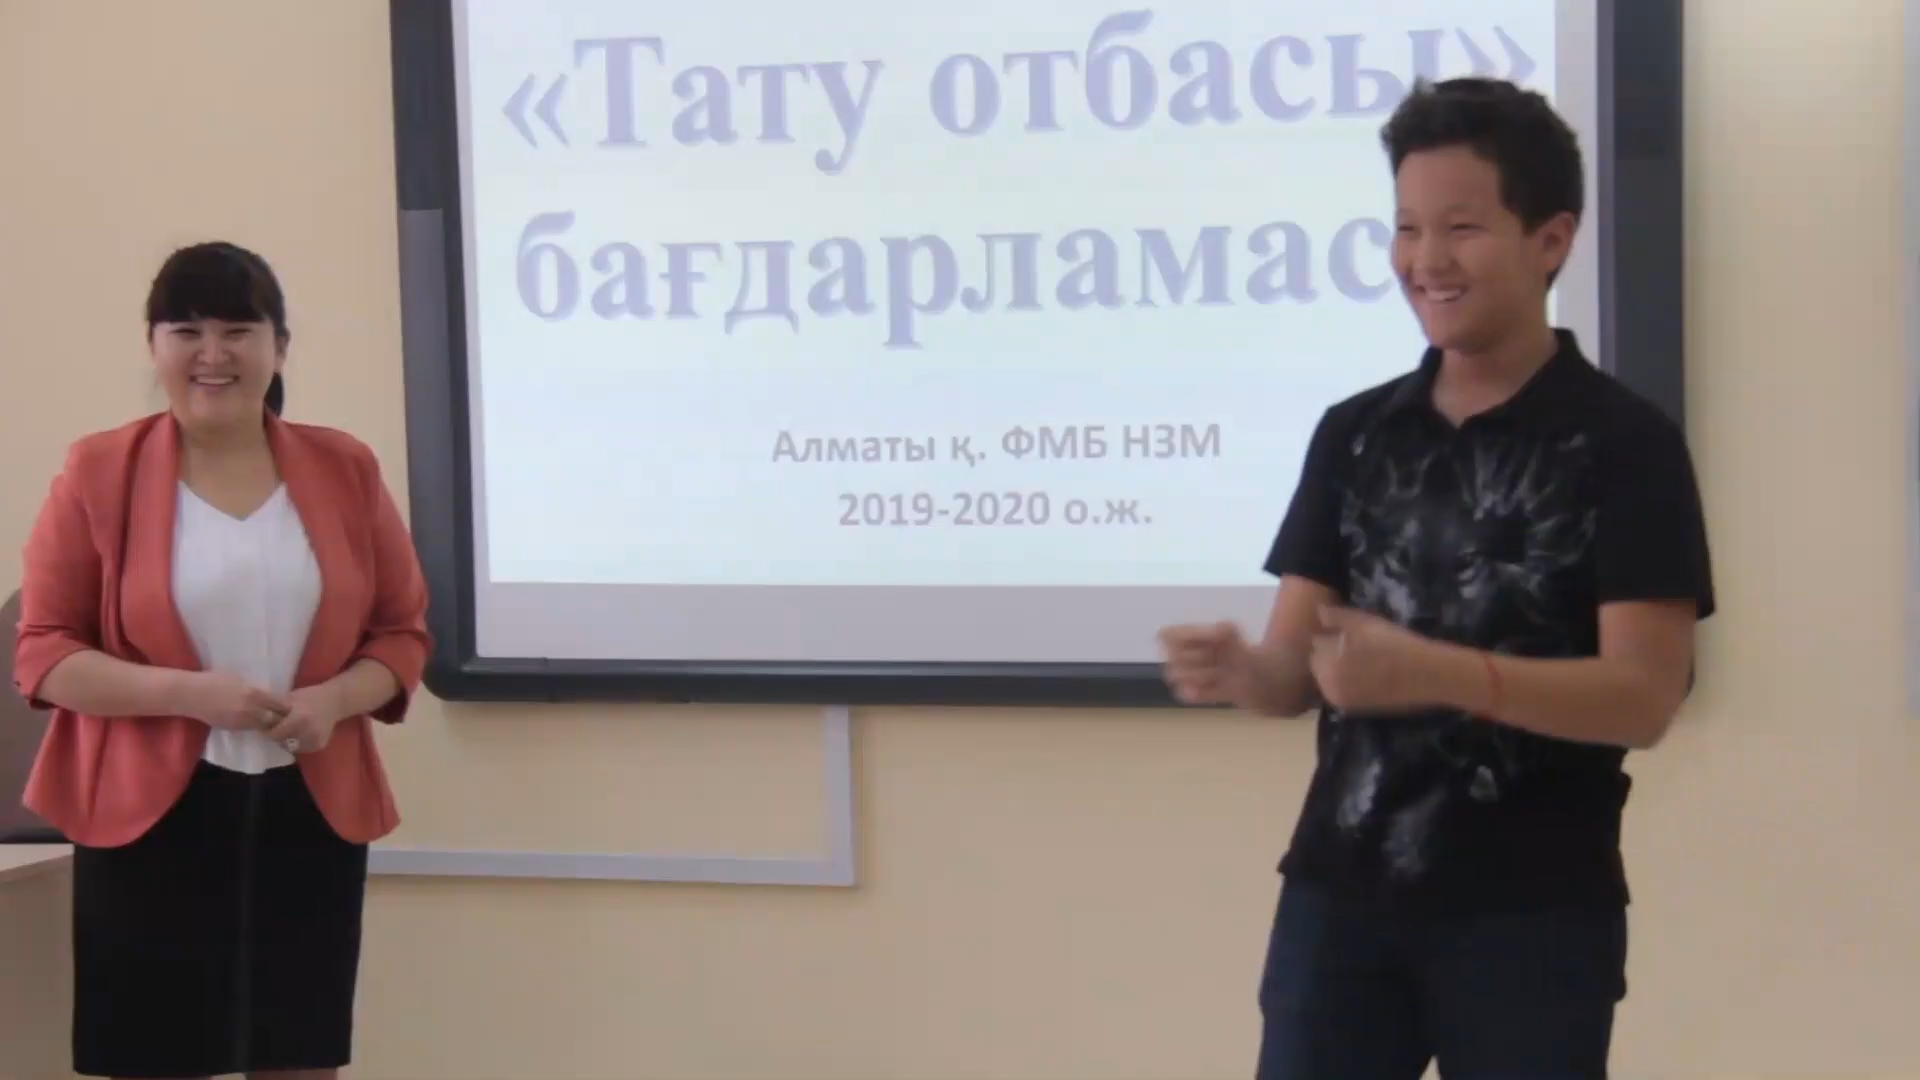 «Тату отбасы»
бағдарламас
Алматы қ. ФМБ НЗМ
2019-2020 о.ж.